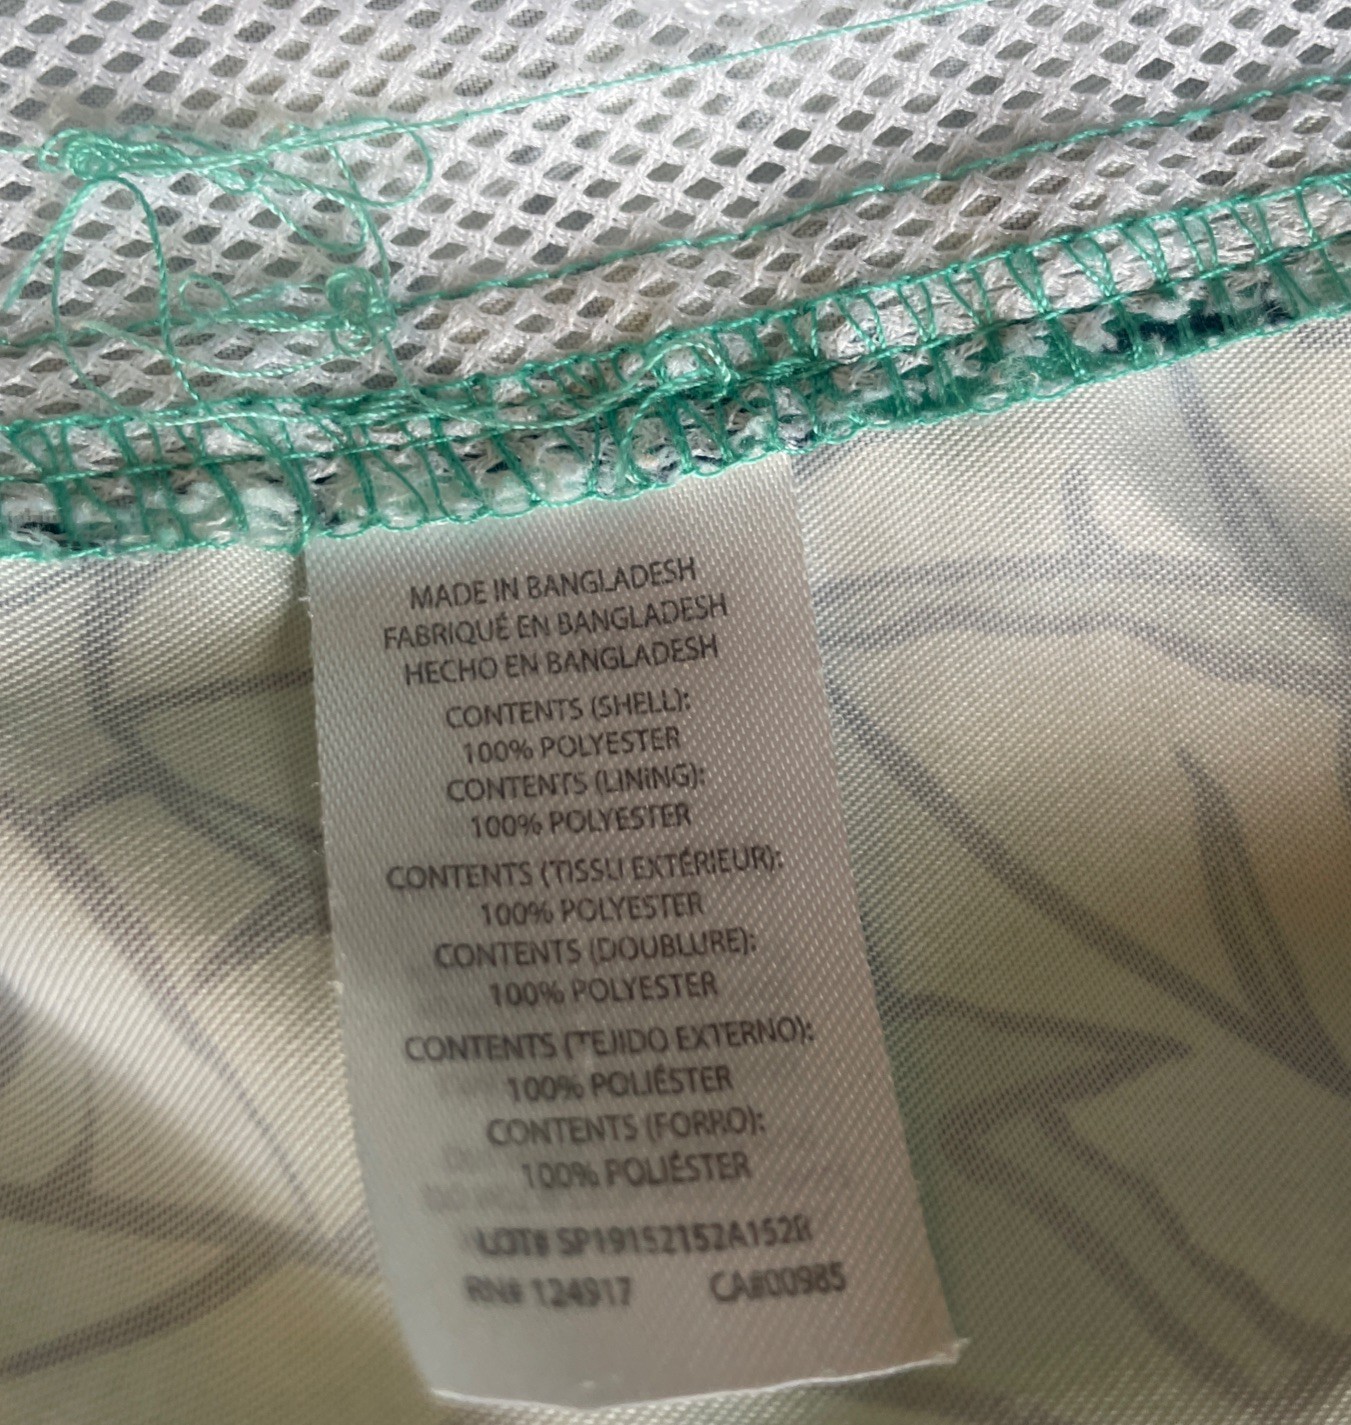 MADE IN BANGLADESH
FABRIQUÉ EN BANGLADESH
HECHO EN BANGLADESH
CONTENTS (SHELL):
100% POLYESTER
CONTENTS (LINING):
100% POLYESTER
CONTENTS (TISSU EXTÉRIEUR):
100% POLYESTER
CONTENTS (DOUBLURE):
100% POLYESTER
CONTENTS (TEJIDO EXTERNO):
100% POLIÉSTER
CONTENTS (FORRO):
100% POLIÉSTER
LOT# SP19152152A152R
RN# 124917 CA#00985